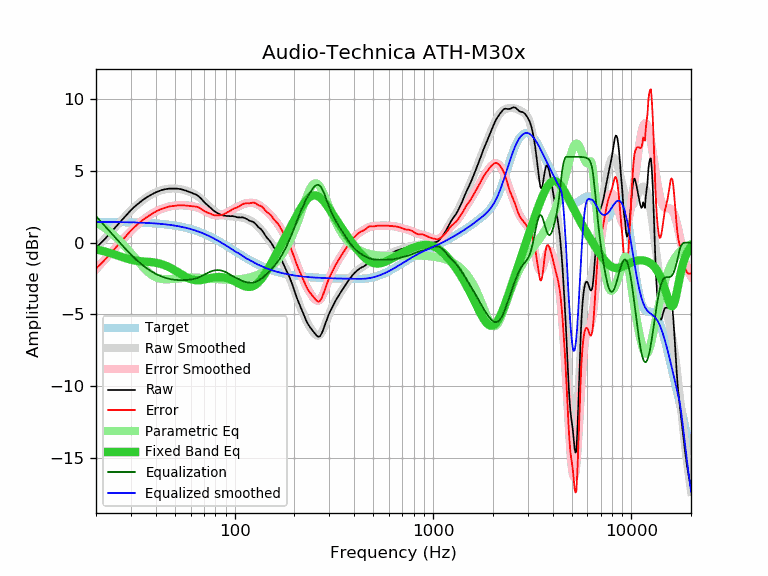 Audio-Technica ATH-M30x
Amplitude (dBr)
10
5
0
−5
−10
−15
Target
Raw Smoothed
Error Smoothed
Raw
Error
Parametric Eq
Fixed Band Eq
Equalization
Equalized smoothed
100
1000
10000
Frequency (Hz)